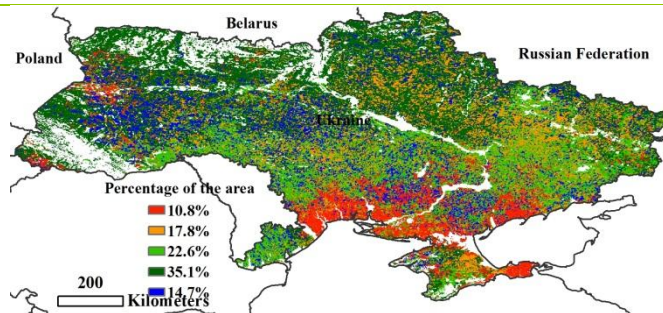 Belarus
Poland
Russian Federation
Ukraine
Percentage of the area
10.8%
17.8%
22.6%
35.1%
14.7%
200
Kilometers